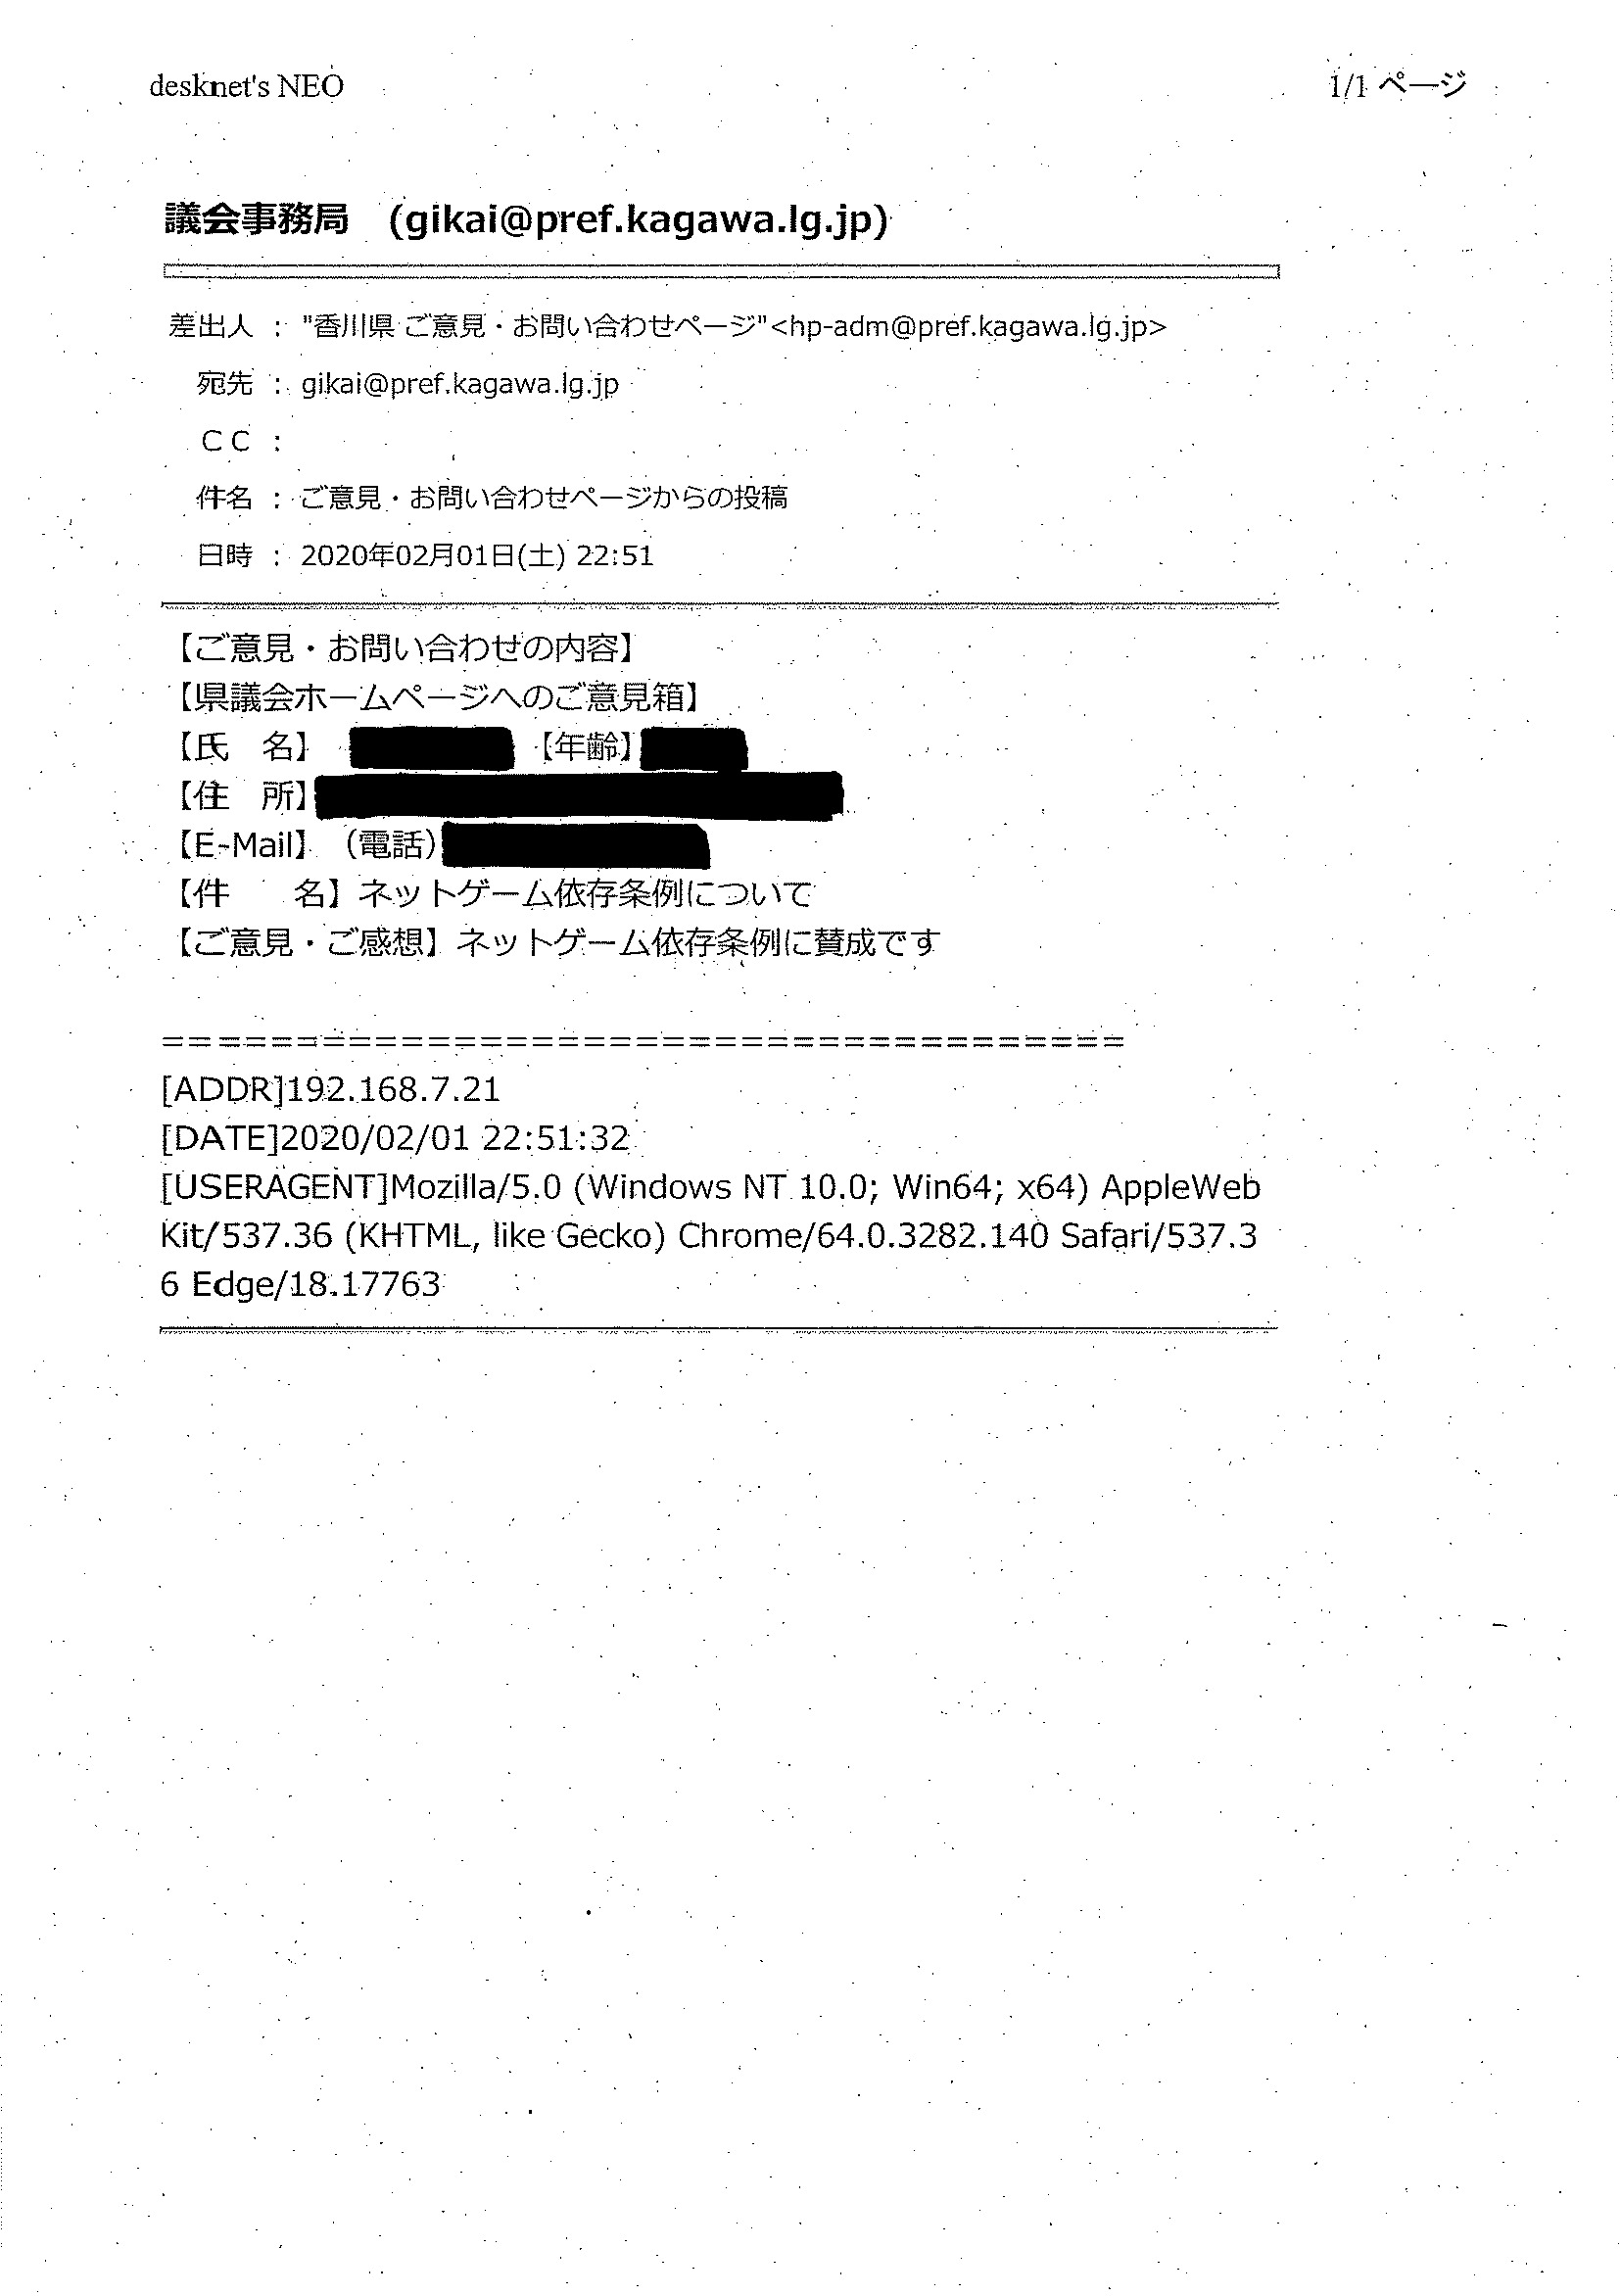 desknet's NEO
1/1 ページ
議会事務局　(gikai@pref.kagawa.lg.jp)
差出人 : "香川県 ご意見・お問い合わせページ"<hp-adm@pref.kagawa.lg.jp>
宛先 : gikai@pref.kagawa.lg.jp
ＣＣ :
件名 : ご意見・お問い合わせページからの投稿
日時 : 2020年02月01日(土) 22:51
【ご意見・お問い合わせの内容】
【県議会ホームページへのご意見箱】
【氏　名】　【年齢】
【住　所】
【E-Mail】（電話）
【件　　名】ネットゲーム依存条例について
【ご意見・ご感想】ネットゲーム依存条例に賛成です
=====================================
[ADDR]192.168.7.21
[DATE]2020/02/01 22:51:32
[USERAGENT]Mozilla/5.0 (Windows NT 10.0; Win64; x64) AppleWeb
Kit/537.36 (KHTML, like Gecko) Chrome/64.0.3282.140 Safari/537.3
6 Edge/18.17763